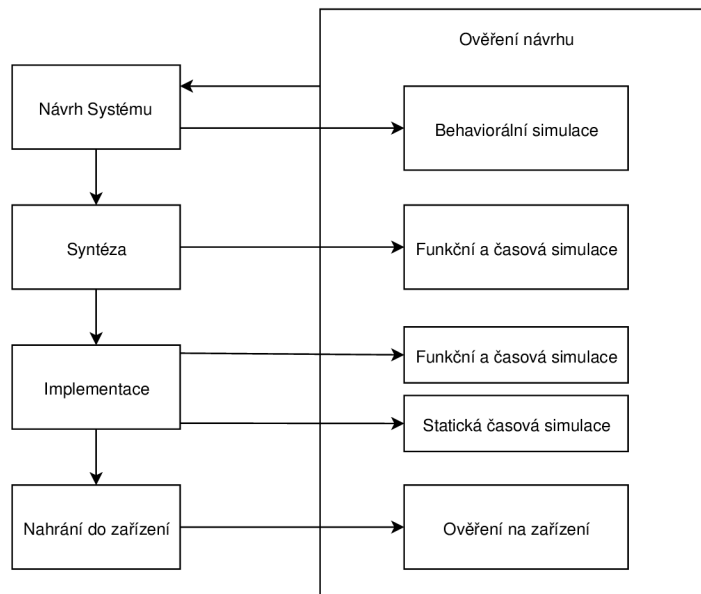 Ověření návrhu
Návrh Systému
Behaviorální simulace
Syntéza
Funkční a časová simulace
Implementace
Funkční a časová simulace
Statická časová simulace
Nahrání do zařízení
Ověření na zařízení